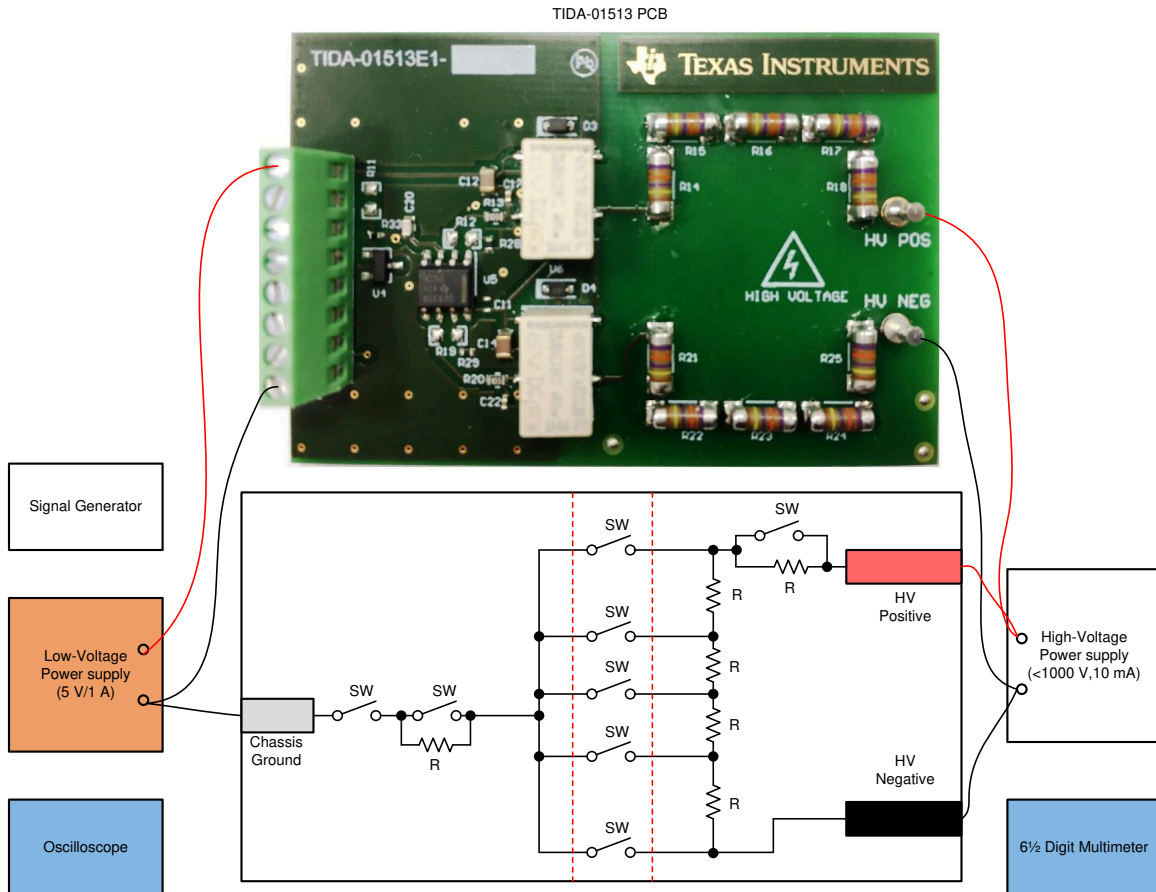 TIDA-01513 PCB
TIDA-01513E1-
Pb
TEXAS INSTRUMENTS
D3
R15
R16
R17
R11
C12
R14
R18
C20
R13
R33
R12
R28
HV POS
U6
U5
U4
D4
HIGH VOLTAGE
HV NEG
C11
R19
C14
R29
R21
R25
R20
C22
R22
R23
R24
Signal Generator
SW
SW
R
R
HV
Positive
SW
R
Low-Voltage
Power supply
(5 V/1 A)
High-Voltage
Power supply
(<1000 V,10 mA)
SW
SW
SW
R
Chassis
Ground
R
SW
HV
Negative
R
SW
Oscilloscope
6½ Digit Multimeter